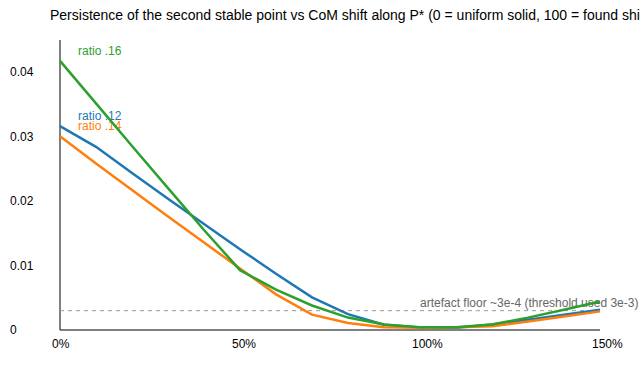 Persistence of the second stable point vs CoM shift along P* (0 = uniform solid, 100 = found shi
ratio .16
0.04
ratio .12
ratio .14
0.03
0.02
0.01
artefact floor ~3e-4 (threshold used 3e-3)
0
0%
50%
100%
150%